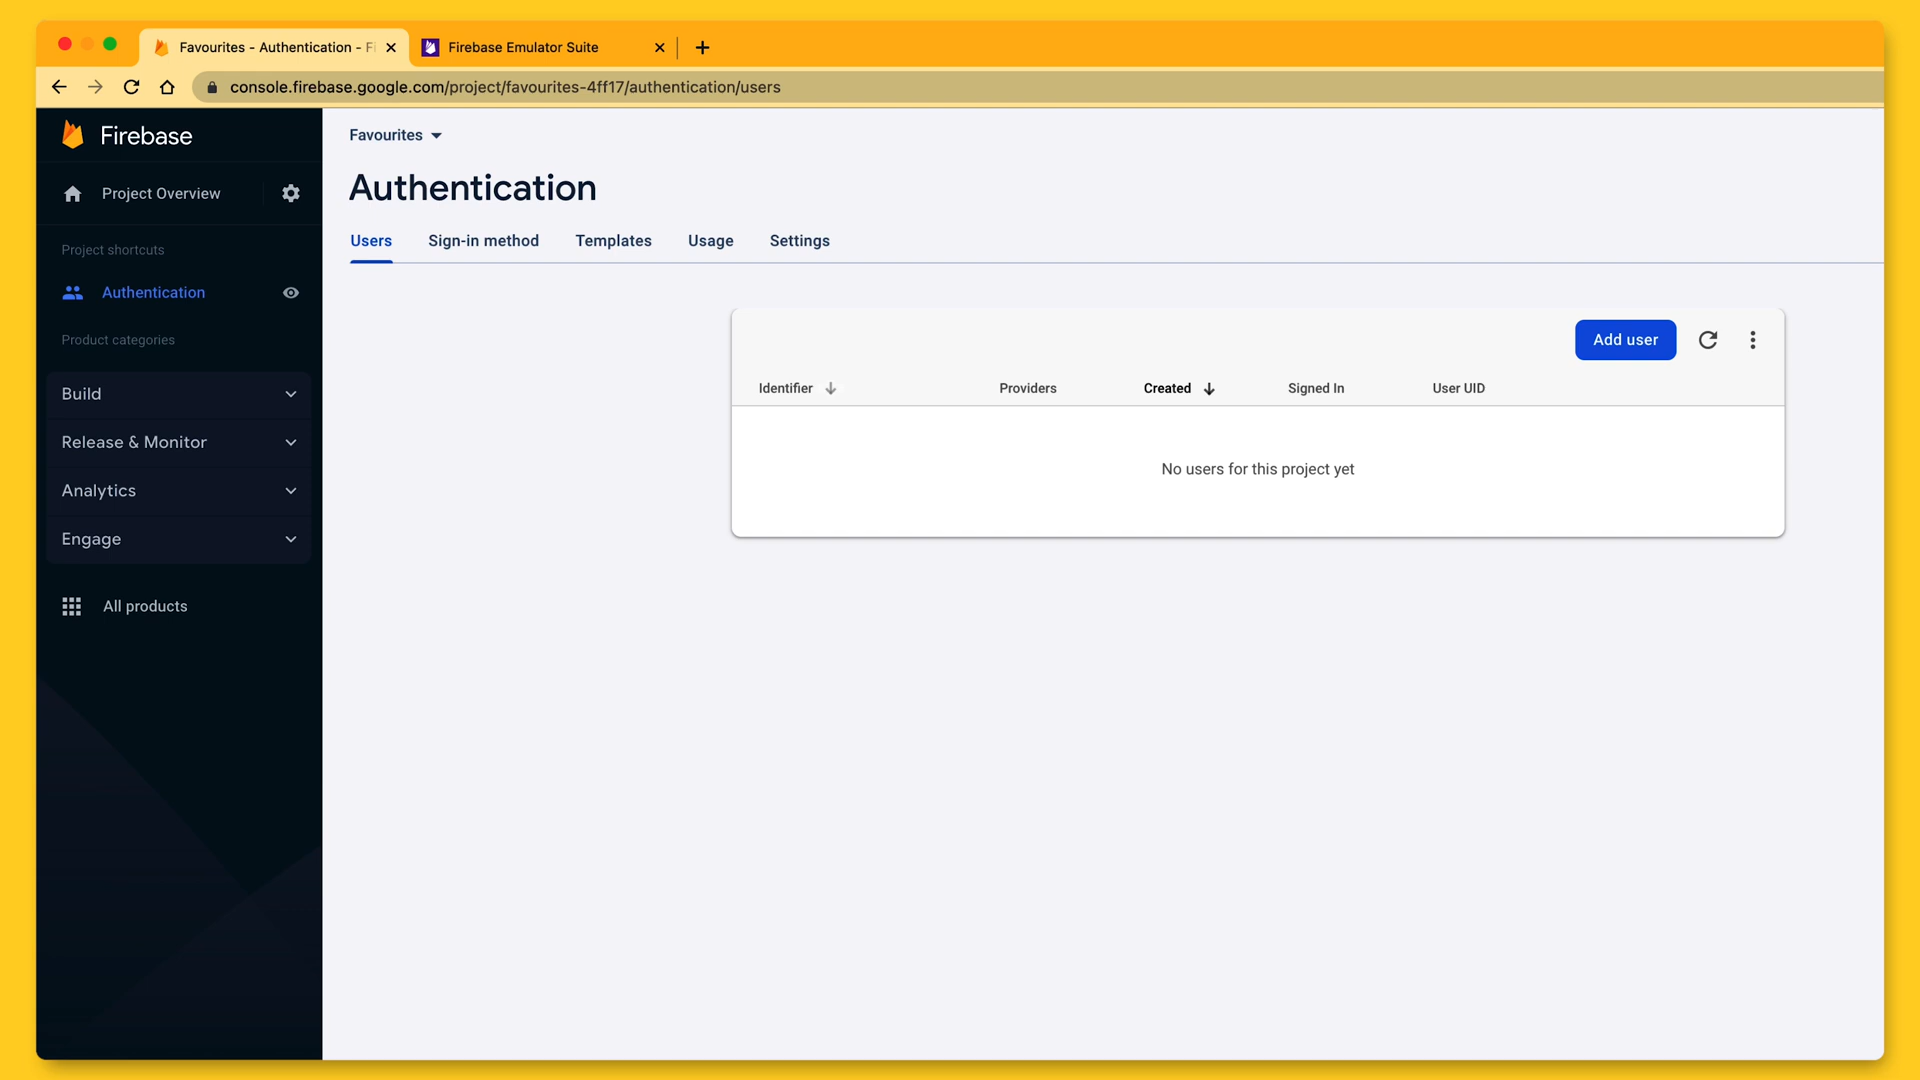 Favourites - Authentication - Fi
Firebase Emulator Suite
console.firebase.google.com/project/favourites-4ff17/authentication/users
Firebase
Project Overview
Project shortcuts
Authentication
Product categories
Build
Release & Monitor
Analytics
Engage
All products
Favourites
Authentication
Users Sign-in method Templates Usage Settings
Add user
Identifier Providers Created Signed In User UID
No users for this project yet